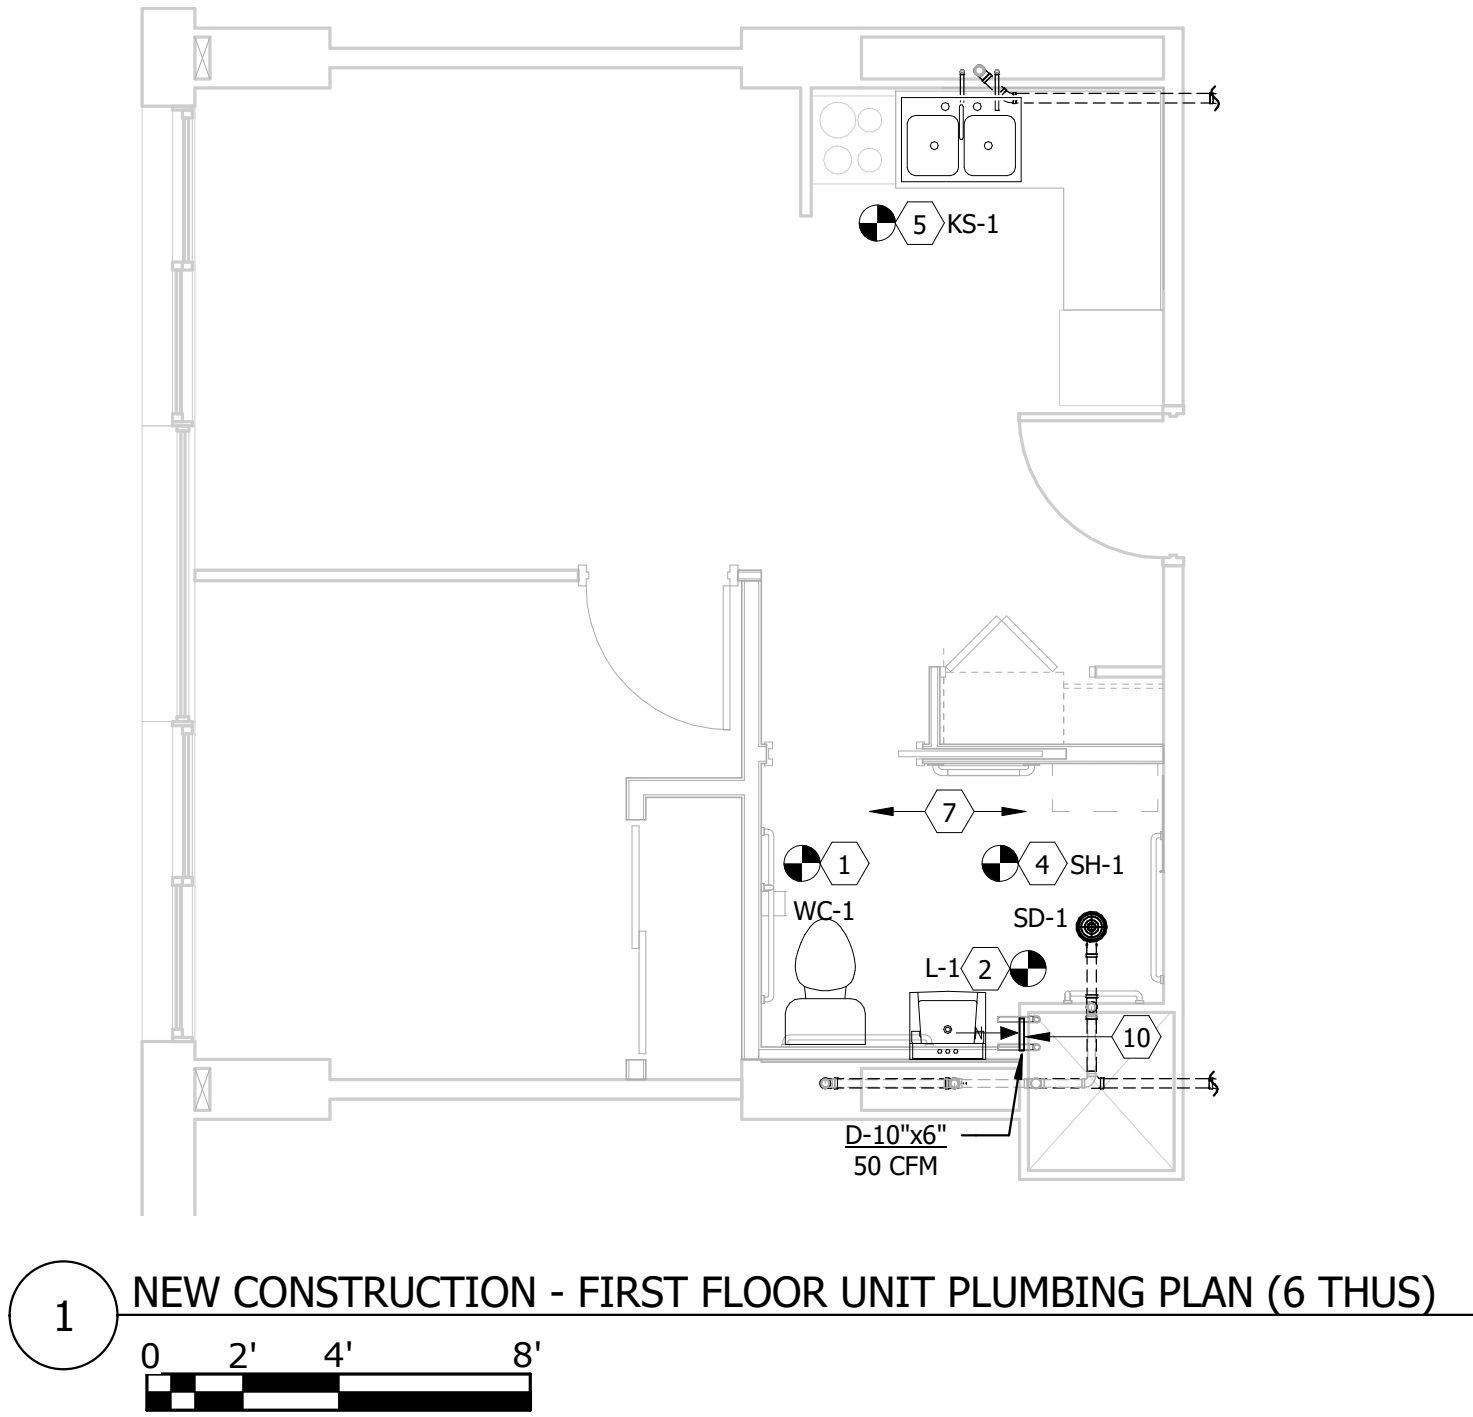 5 KS-1
7
1
4 SH-1
WC-1
SD-1
L-1 2
10
D-10"x6"
50 CFM
1 NEW CONSTRUCTION - FIRST FLOOR UNIT PLUMBING PLAN (6 THUS)
0 2' 4' 8'